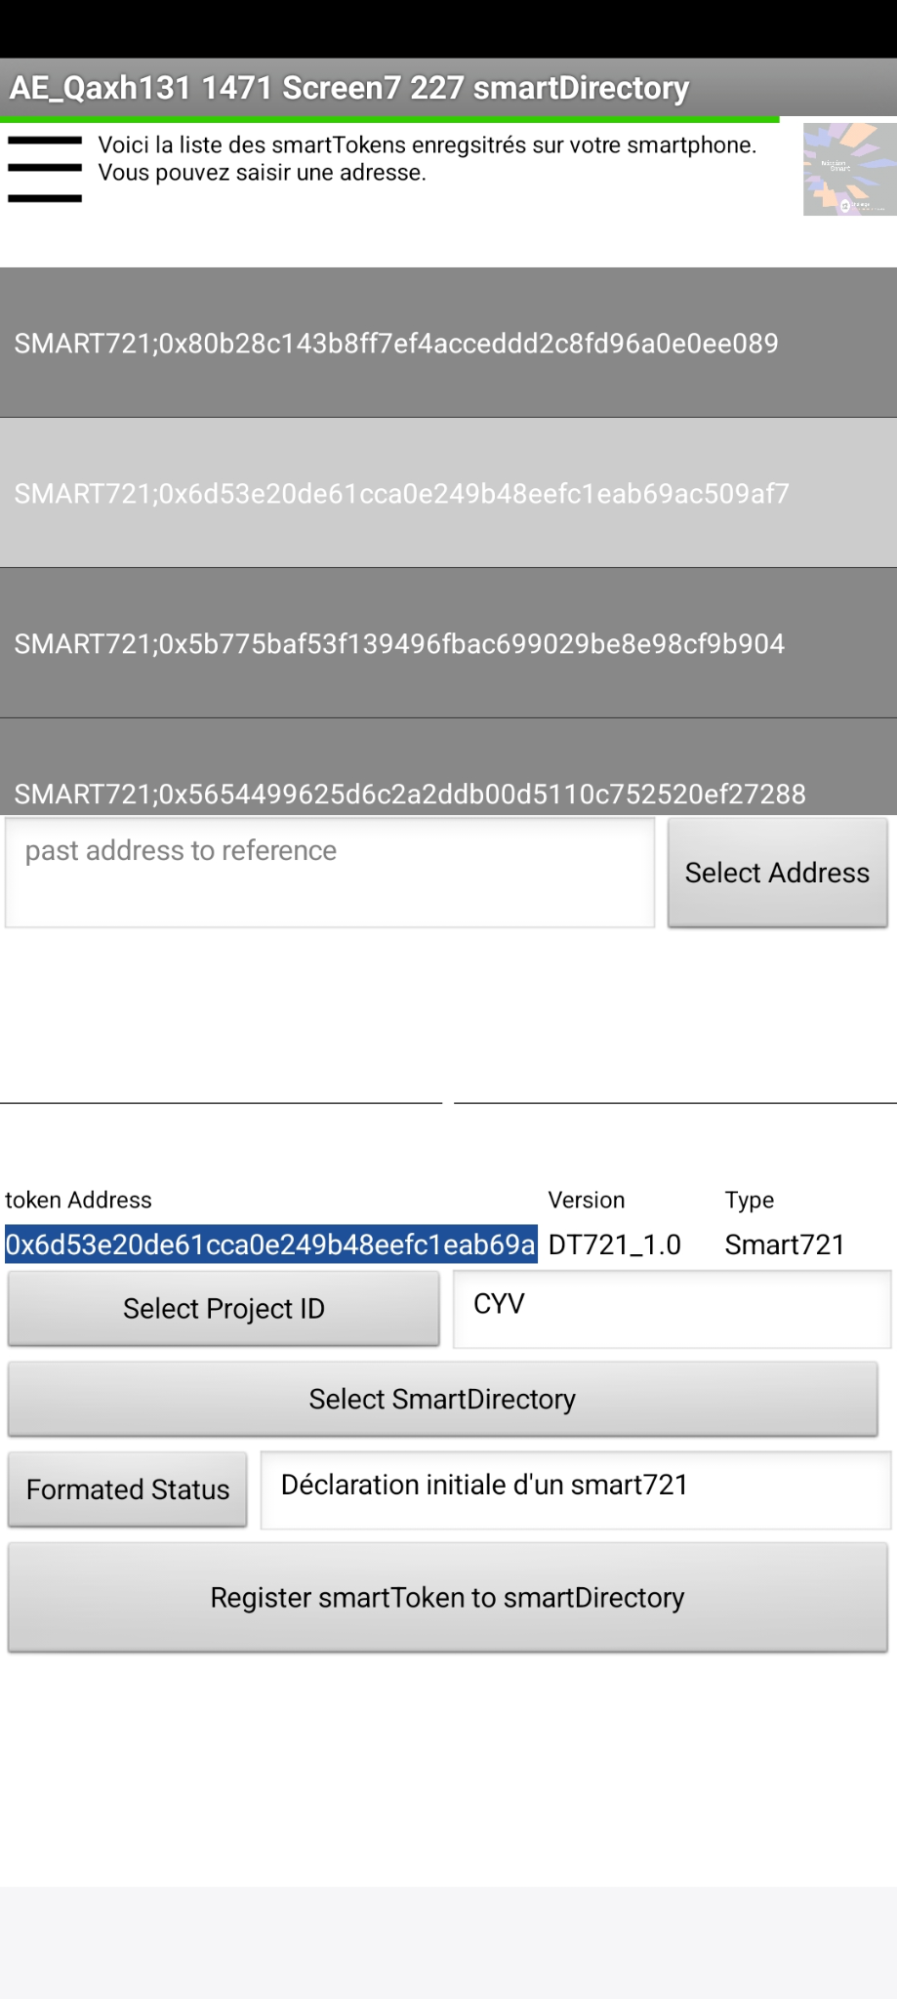 AE_Qaxh131 1471 Screen7 227 smartDirectory
Voici la liste des smartTokens enregsitrés sur votre smartphone.
Vous pouvez saisir une adresse.
SMART721;0x80b28c143b8ff7ef4acceddd2c8fd96a0e0ee089
SMART721;0x6d53e20de61cca0e249b48eefc1eab69ac509af7
SMART721;0x5b775baf53f139496fbac699029be8e98cf9b904
SMART721;0x5654499625d6c2a2ddb00d5110c752520ef27288
past address to reference
Select Address
token Address Version Type
0x6d53e20de61cca0e249b48eefc1eab69a DT721_1.0 Smart721
Select Project ID CYV
Select SmartDirectory
Formated Status Déclaration initiale d'un smart721
Register smartToken to smartDirectory